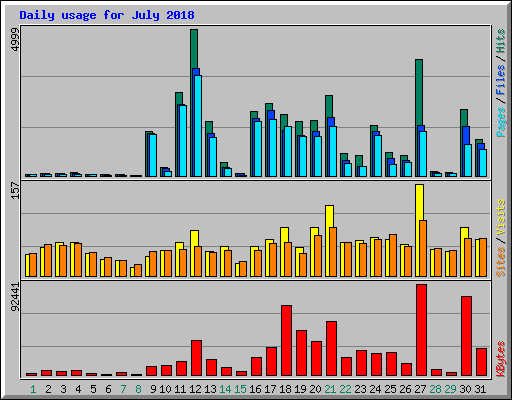 Daily usage for July 2018
4999
Pages / Files / Hits
157
Sites / Visits
92441
KBytes
1 2 3 4 5 6 7 8 9 10 11 12 13 14 15 16 17 18 19 20 21 22 23 24 25 26 27 28 29 30 31